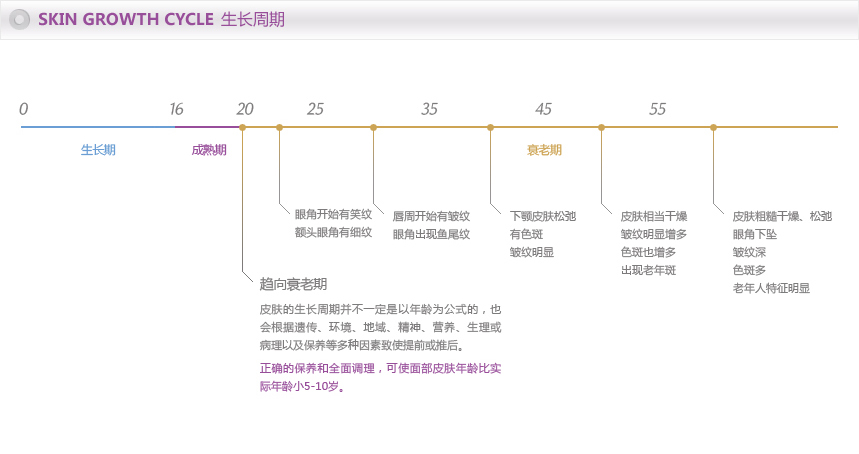 SKIN GROWTH CYCLE 生长周期
0 16 20 25 35 45 55
生长期 成熟期 衰老期
眼角开始有笑纹
额头眼角有细纹
唇周开始有皱纹
眼角出现鱼尾纹
下颚皮肤松弛
有色斑
皱纹明显
皮肤相当干燥
皱纹明显增多
色斑也增多
出现老年斑
皮肤粗糙干燥、松弛
眼角下坠
皱纹深
色斑多
老年人特征明显
趋向衰老期
皮肤的生长周期并不一定是以年龄为公式的，也
会根据遗传、环境、地域、精神、营养、生理或
病理以及保养等多种因素致使提前或推后。
正确的保养和全面调理，可使面部皮肤年龄比实
际年龄小5-10岁。